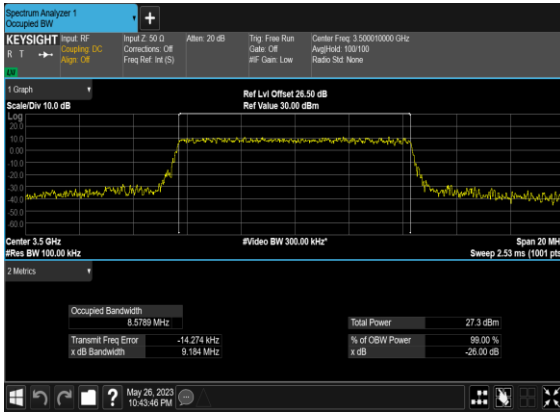 Spectrum Analyzer 1
Occupied BW
KEYSIGHT Input: RF Input Z: 50 Ω Atten: 20 dB Trig: Free Run Center Freq: 3.500010000 GHz
R T Coupling: DC Corrections: Off Gate: Off Avg|Hold: 100/100
Align: Off Freq Ref: Int (S) #IF Gain: Low Radio Std: None
1 Graph Ref Lvl Offset 26.50 dB
Scale/Div 10.0 dB Ref Value 30.00 dBm
Log
20.0
10.0
0.00
-10.0
-20.0
-30.0
-40.0
-50.0
-60.0
Center 3.5 GHz #Video BW 300.00 kHz* Span 20 MH
#Res BW 100.00 kHz Sweep 2.53 ms (1001 pts
2 Metrics
Occupied Bandwidth
8.5789 MHz Total Power 27.3 dBm
Transmit Freq Error -14.274 kHz % of OBW Power 99.00 %
x dB Bandwidth 9.184 MHz x dB -26.00 dB
? May 26, 2023
10:43:46 PM